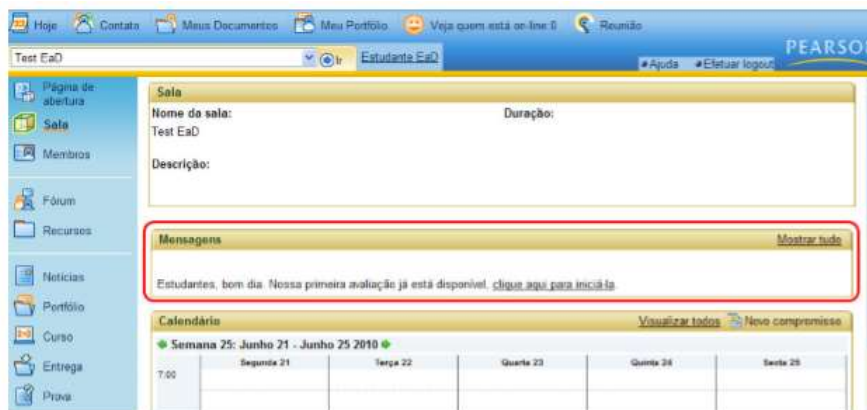 Hoje Contato Meus Documentos Meu Portfólio Veja quem está on-line 0 Reunião
Test EaD Ir Estudante EaD Ajuda Efetuar logout PEARSO
Página de abertura
Sala
Membros
Fórum
Recursos
Notícias
Portfólio
Curso
Entrega
Prova
Sala
Nome da sala: Duração:
Test EaD
Descrição:
Mensagens Mostrar tudo
Estudantes, bom dia. Nossa primeira avaliação já está disponível, clique aqui para iniciá-la.
Calendário Visualizar todos Novo compromisso
Semana 25: Junho 21 - Junho 25 2010
Segunda 21 Terça 22 Quarta 23 Quinta 24 Sexta 25
7:00